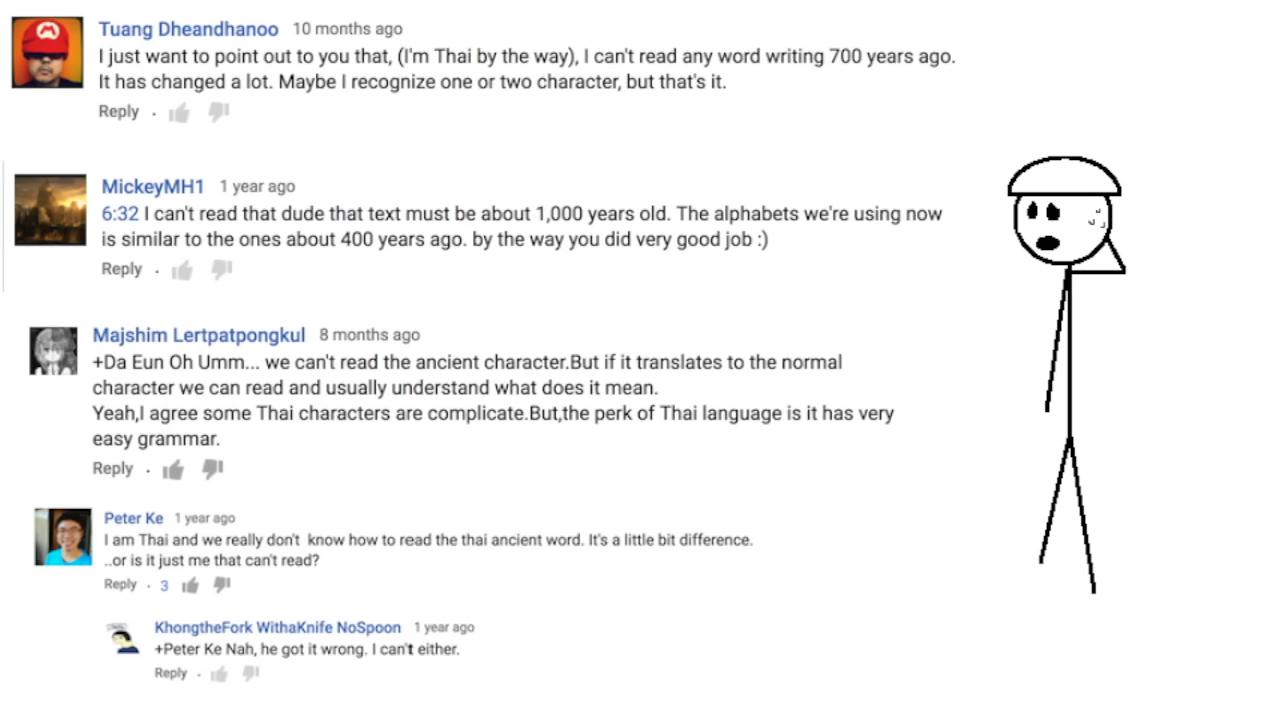 Tuang Dheandhanoo 10 months ago
I just want to point out to you that, (I'm Thai by the way), I can't read any word writing 700 years ago.
It has changed a lot. Maybe I recognize one or two character, but that's it.
Reply ·
MickeyMH1 1 year ago
6:32 I can't read that dude that text must be about 1,000 years old. The alphabets we're using now
is similar to the ones about 400 years ago. by the way you did very good job :)
Reply ·
Majshim Lertpatpongkul 8 months ago
+Da Eun Oh Umm... we can't read the ancient character.But if it translates to the normal
character we can read and usually understand what does it mean.
Yeah,I agree some Thai characters are complicate.But,the perk of Thai language is it has very
easy grammar.
Reply ·
Peter Ke 1 year ago
I am Thai and we really don't know how to read the thai ancient word. It's a little bit difference.
..or is it just me that can't read?
Reply · 3
KhongtheFork WithaKnife NoSpoon 1 year ago
+Peter Ke Nah, he got it wrong. I can't either.
Reply ·